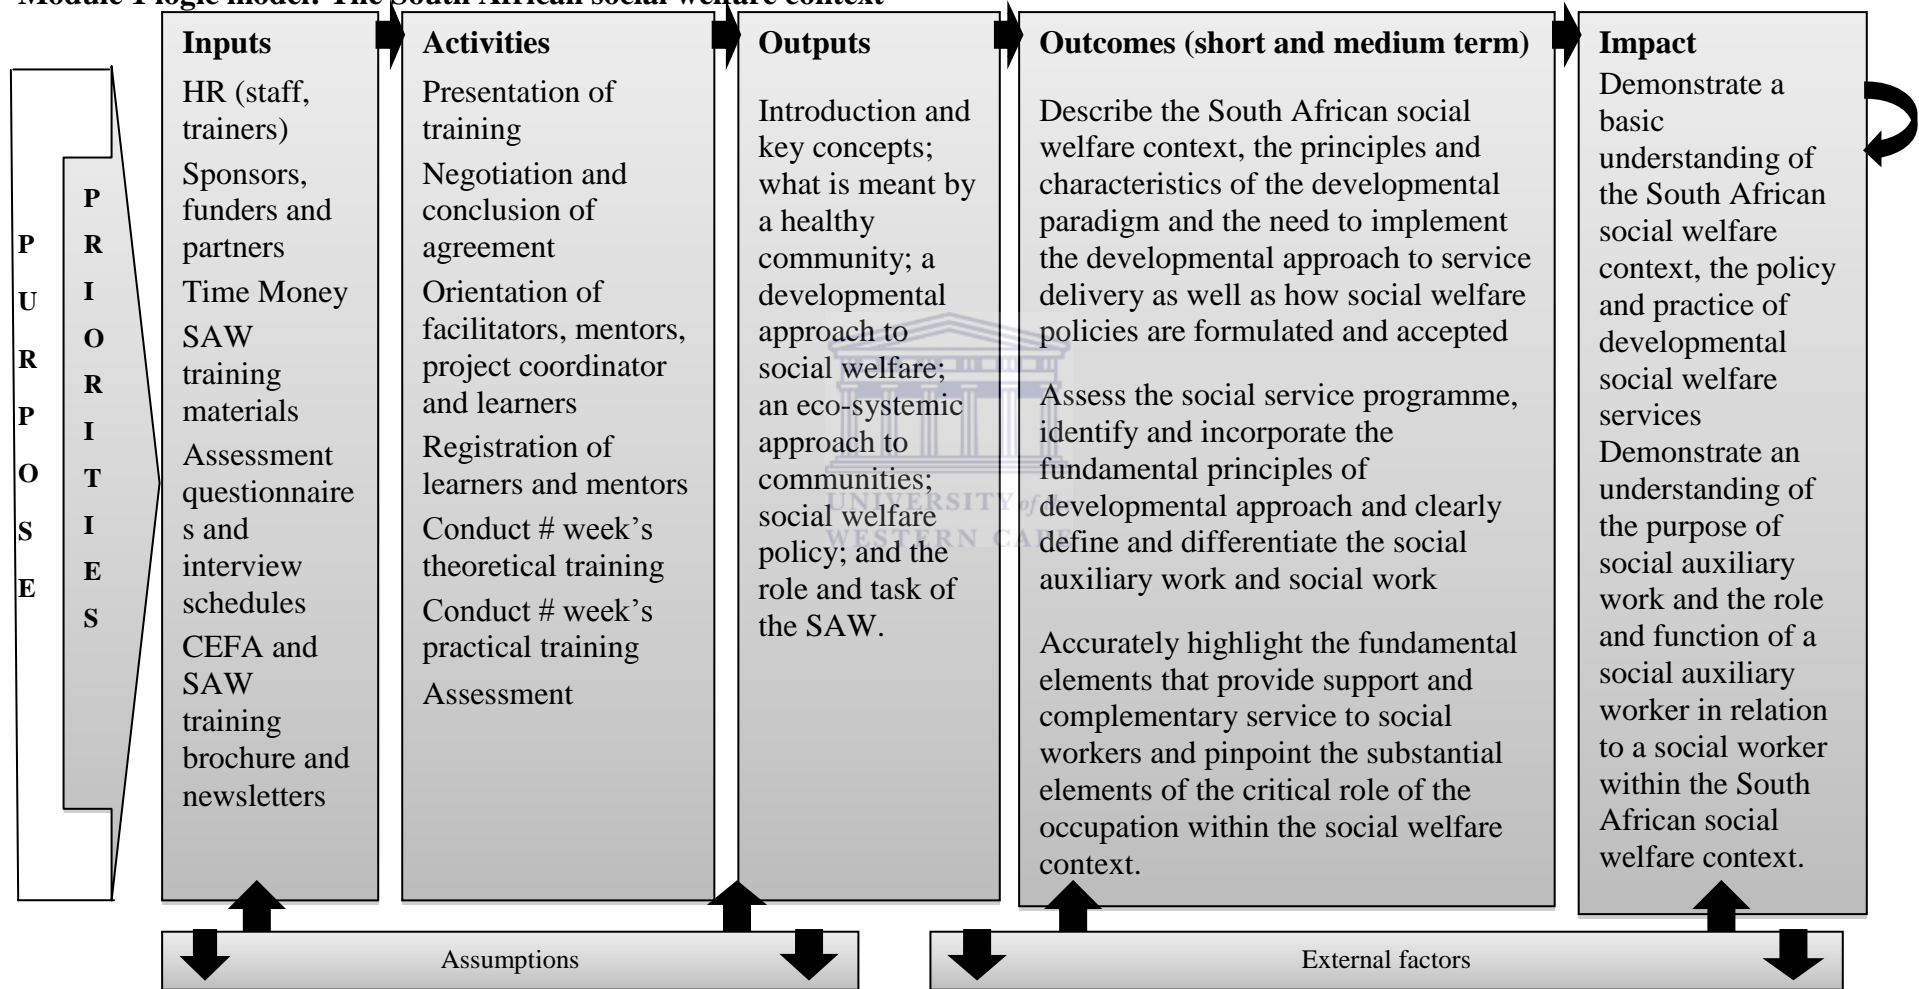 Module 1 logic model: The South African social welfare context
PURPOSE
PRIORITIES
Inputs
HR (staff,
trainers)
Sponsors,
funders and
partners
Time Money
SAW
training
materials
Assessment
questionnaire
s and
interview
schedules
CEFA and
SAW
training
brochure and
newsletters
Activities
Presentation of
training
Negotiation and
conclusion of
agreement
Orientation of
facilitators, mentors,
project coordinator
and learners
Registration of
learners and mentors
Conduct # week's
theoretical training
Conduct # week's
practical training
Assessment
Outputs
Introduction and
key concepts;
what is meant by
a healthy
community; a
developmental
approach to
social welfare;
an eco-systemic
approach to
communities;
social welfare
policy; and the
role and task of
the SAW.
Outcomes (short and medium term)
Describe the South African social
welfare context, the principles and
characteristics of the developmental
paradigm and the need to implement
the developmental approach to service
delivery as well as how social welfare
policies are formulated and accepted
Assess the social service programme,
identify and incorporate the
fundamental principles of
developmental approach and clearly
define and differentiate the social
auxiliary work and social work
Accurately highlight the fundamental
elements that provide support and
complementary service to social
workers and pinpoint the substantial
elements of the critical role of the
occupation within the social welfare
context.
Impact
Demonstrate a
basic
understanding of
the South African
social welfare
context, the policy
and practice of
developmental
social welfare
services
Demonstrate an
understanding of
the purpose of
social auxiliary
work and the role
and function of a
social auxiliary
worker in relation
to a social worker
within the South
African social
welfare context.
UNIVERSITY of the
WESTERN CAPE
Assumptions
External factors